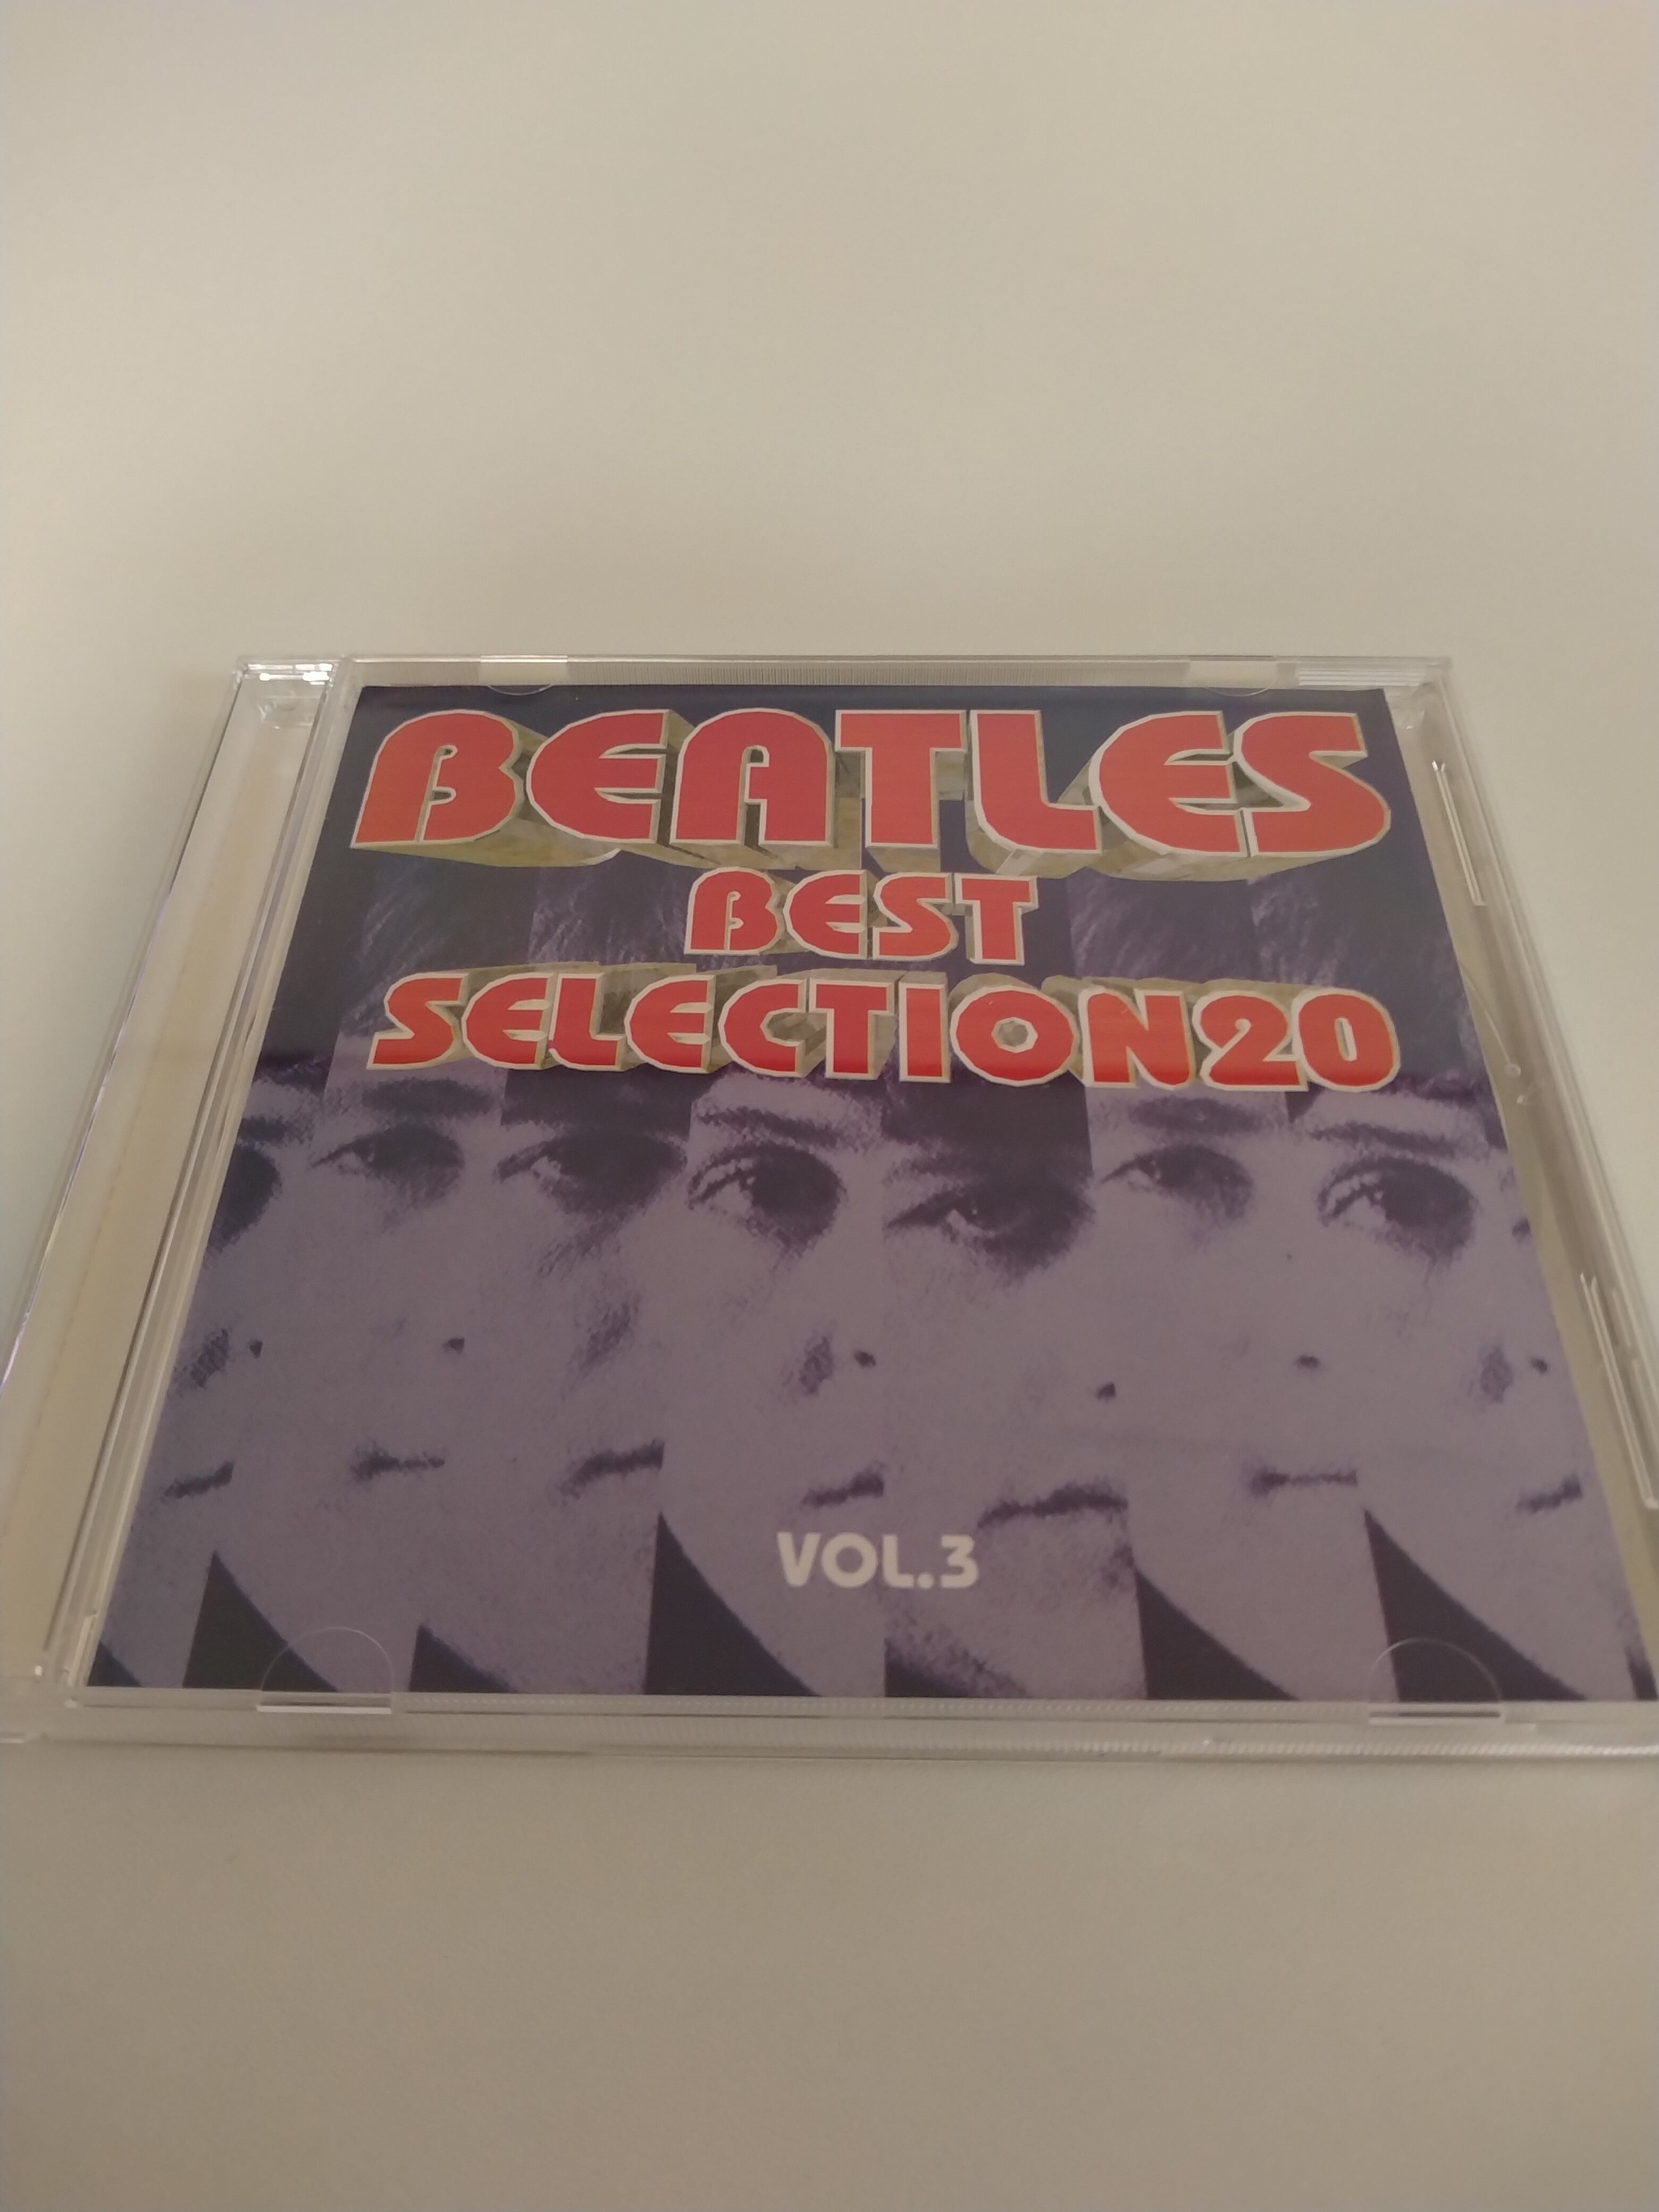 BEATLES
BEST
SELECTION20
VOL.3